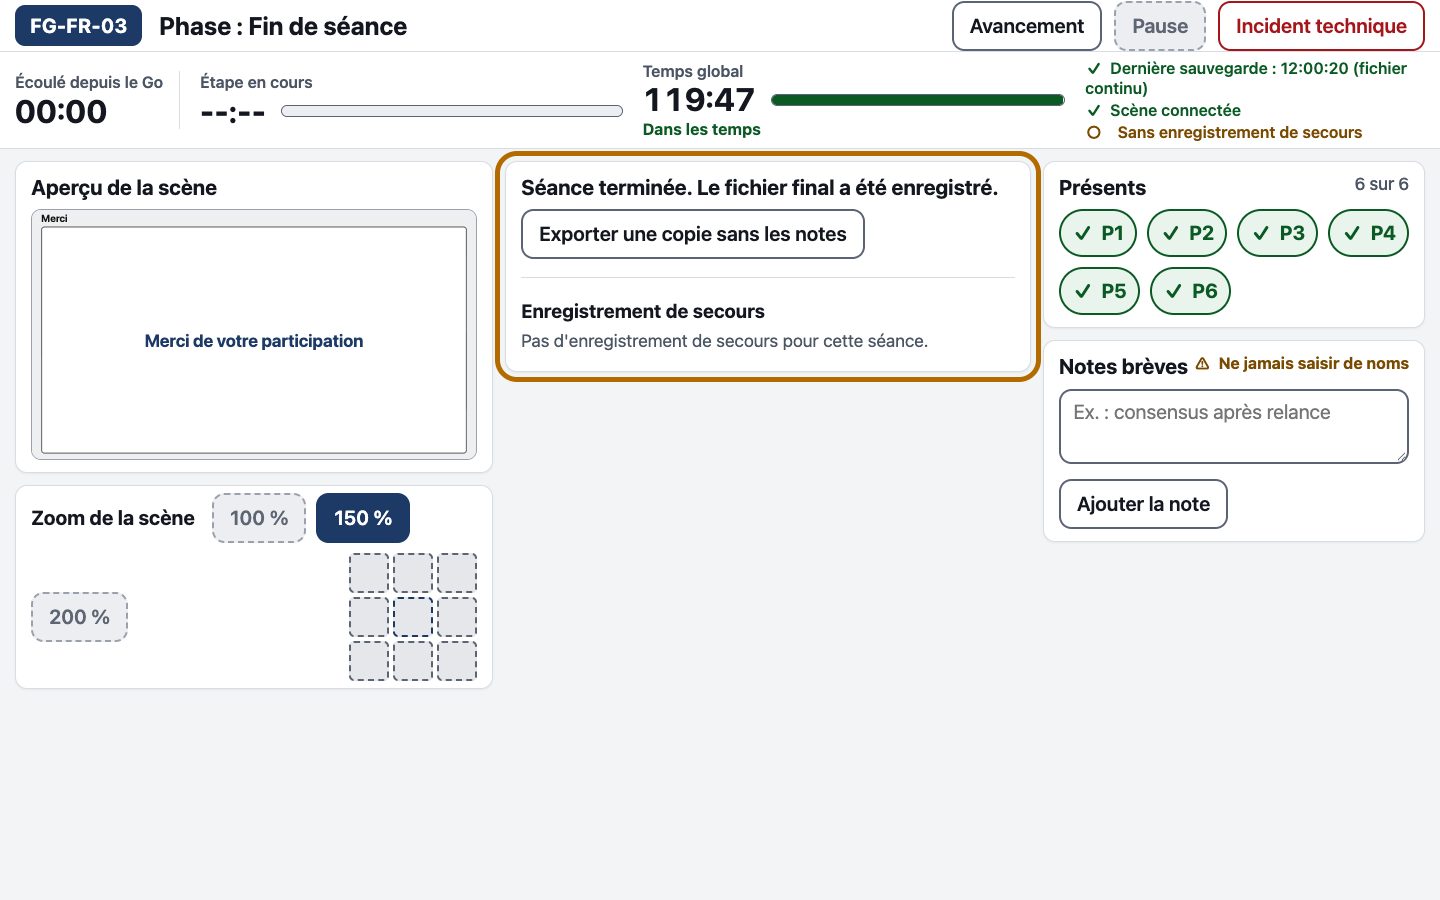 FG-FR-03
Phase : Fin de séance
Avancement
Pause
Incident technique
Écoulé depuis le Go
00:00
Étape en cours
--:--
Temps global
119:47
Dans les temps
Dernière sauvegarde : 12:00:20 (fichier
continu)
Scène connectée
Sans enregistrement de secours
Aperçu de la scène
Merci
Merci de votre participation
Zoom de la scène
100 %
150 %
200 %
Séance terminée. Le fichier final a été enregistré.
Exporter une copie sans les notes
Enregistrement de secours
Pas d'enregistrement de secours pour cette séance.
Présents
6 sur 6
P1
P2
P3
P4
P5
P6
Notes brèves
Ne jamais saisir de noms
Ex. : consensus après relance
Ajouter la note